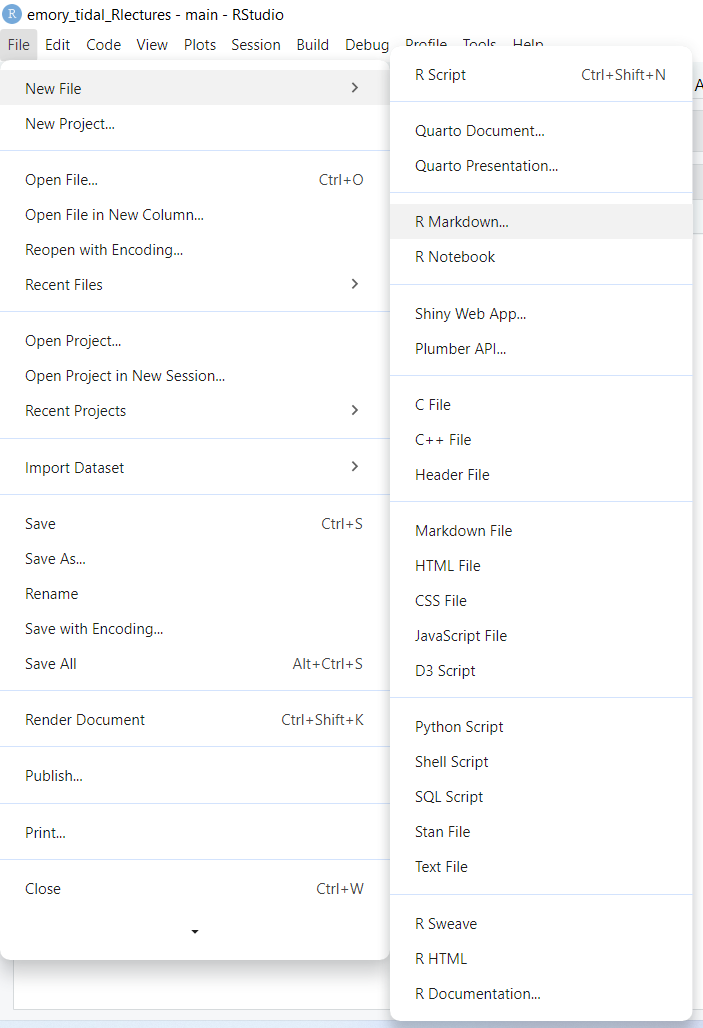 R emory_tidal_Rlectures - main - RStudio
File Edit Code View Plots Session Build Debug Profile Tools Help
New File
New Project...
Open File... Ctrl+O
Open File in New Column...
Reopen with Encoding...
Recent Files
Open Project...
Open Project in New Session...
Recent Projects
Import Dataset
Save Ctrl+S
Save As...
Rename
Save with Encoding...
Save All Alt+Ctrl+S
Render Document Ctrl+Shift+K
Publish...
Print...
Close Ctrl+W
R Script Ctrl+Shift+N
Quarto Document...
Quarto Presentation...
R Markdown...
R Notebook
Shiny Web App...
Plumber API...
C File
C++ File
Header File
Markdown File
HTML File
CSS File
JavaScript File
D3 Script
Python Script
Shell Script
SQL Script
Stan File
Text File
R Sweave
R HTML
R Documentation...